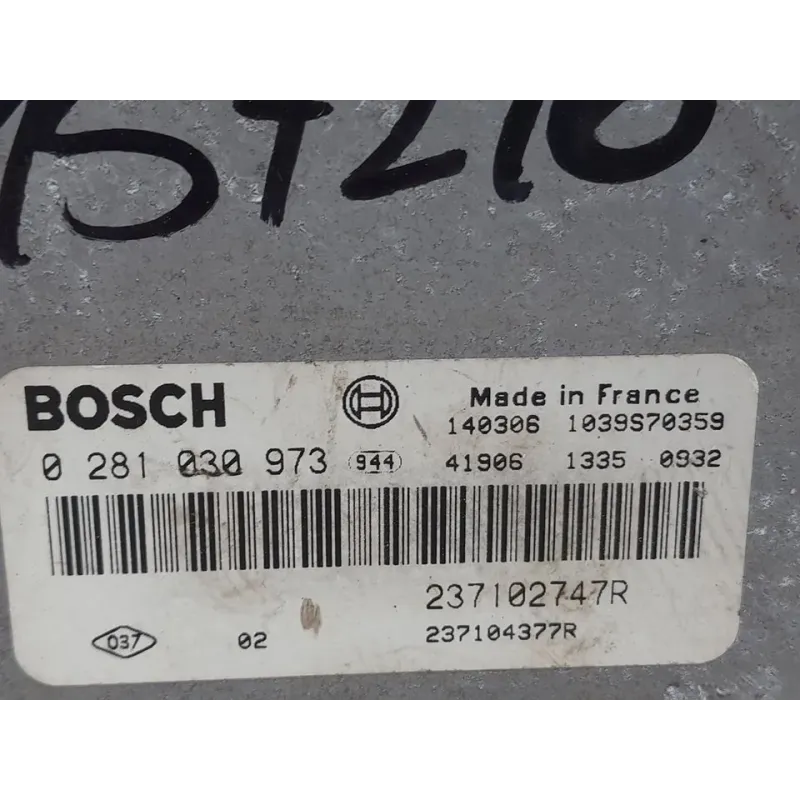 BOSCH
Made in France
140306 1039S70359
0 281 030 973 944 41906 1335 0932
237102747R
037 02 237104377R